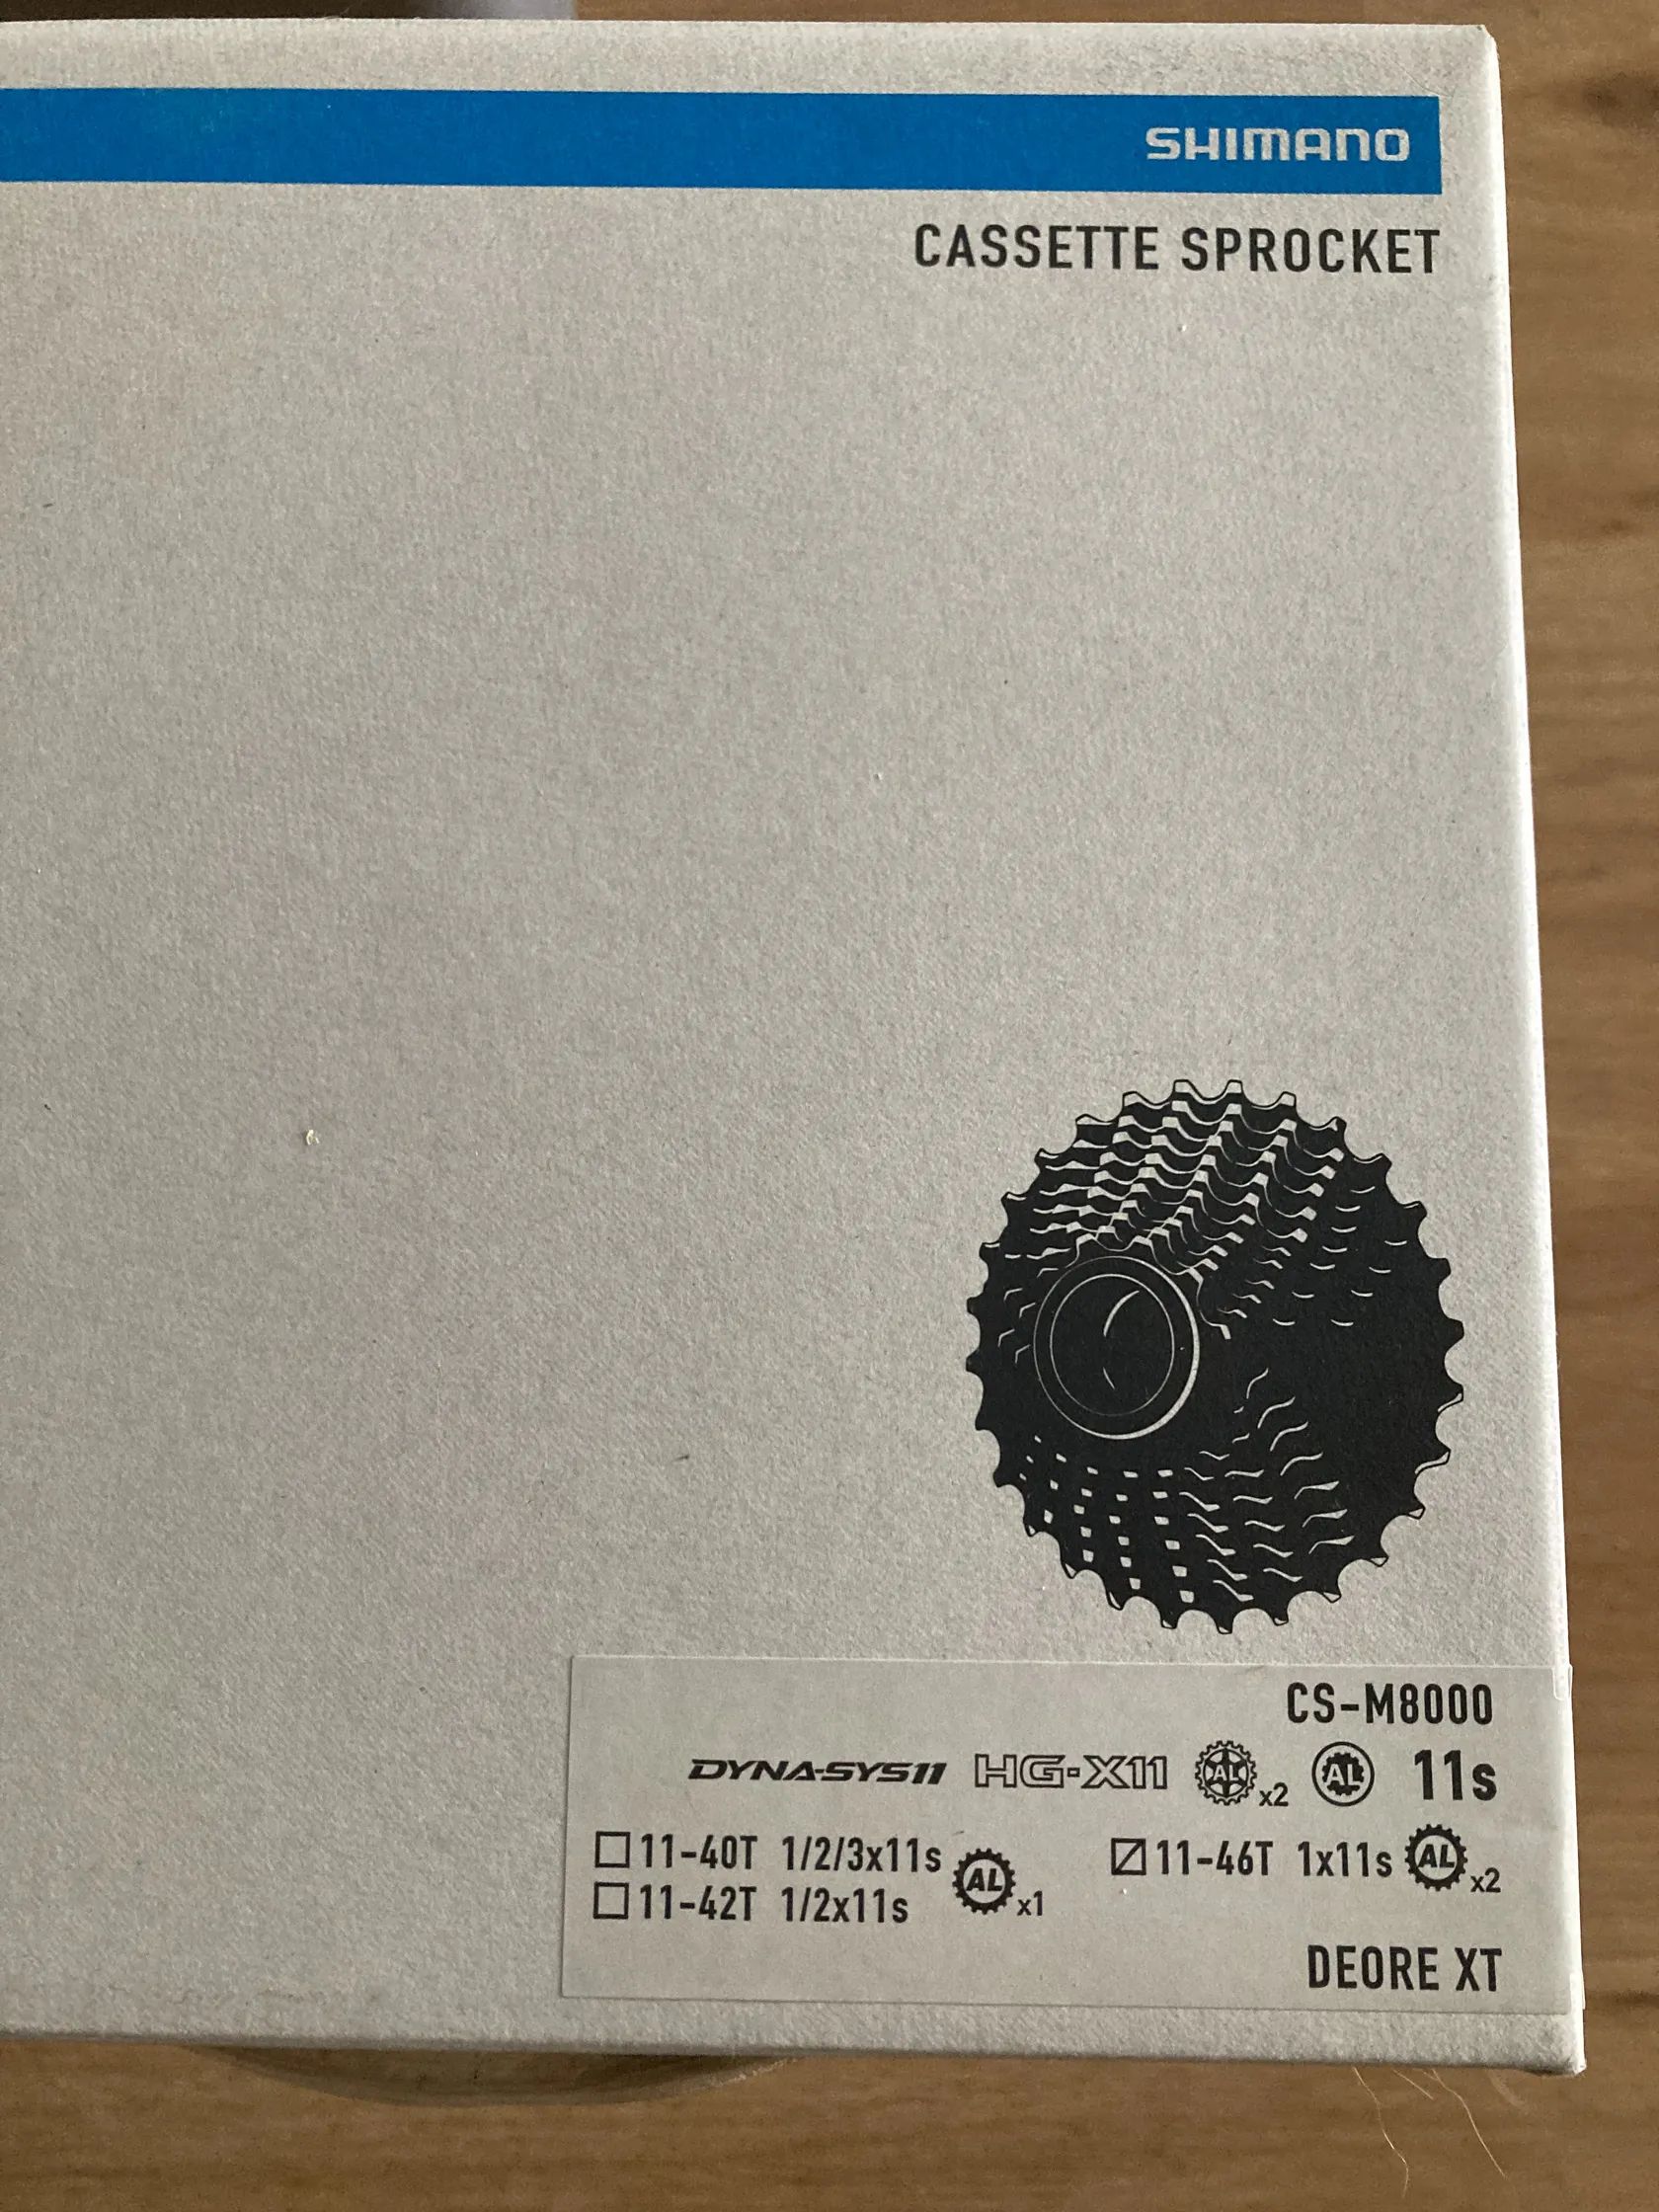 SHIMANO
CASSETTE SPROCKET
CS-M8000
DYNA-SYS11 HG-X11 AL x2 AL 11s
11-40T 1/2/3x11s AL x1 11-46T 1x11s AL x2
11-42T 1/2x11s
DEORE XT